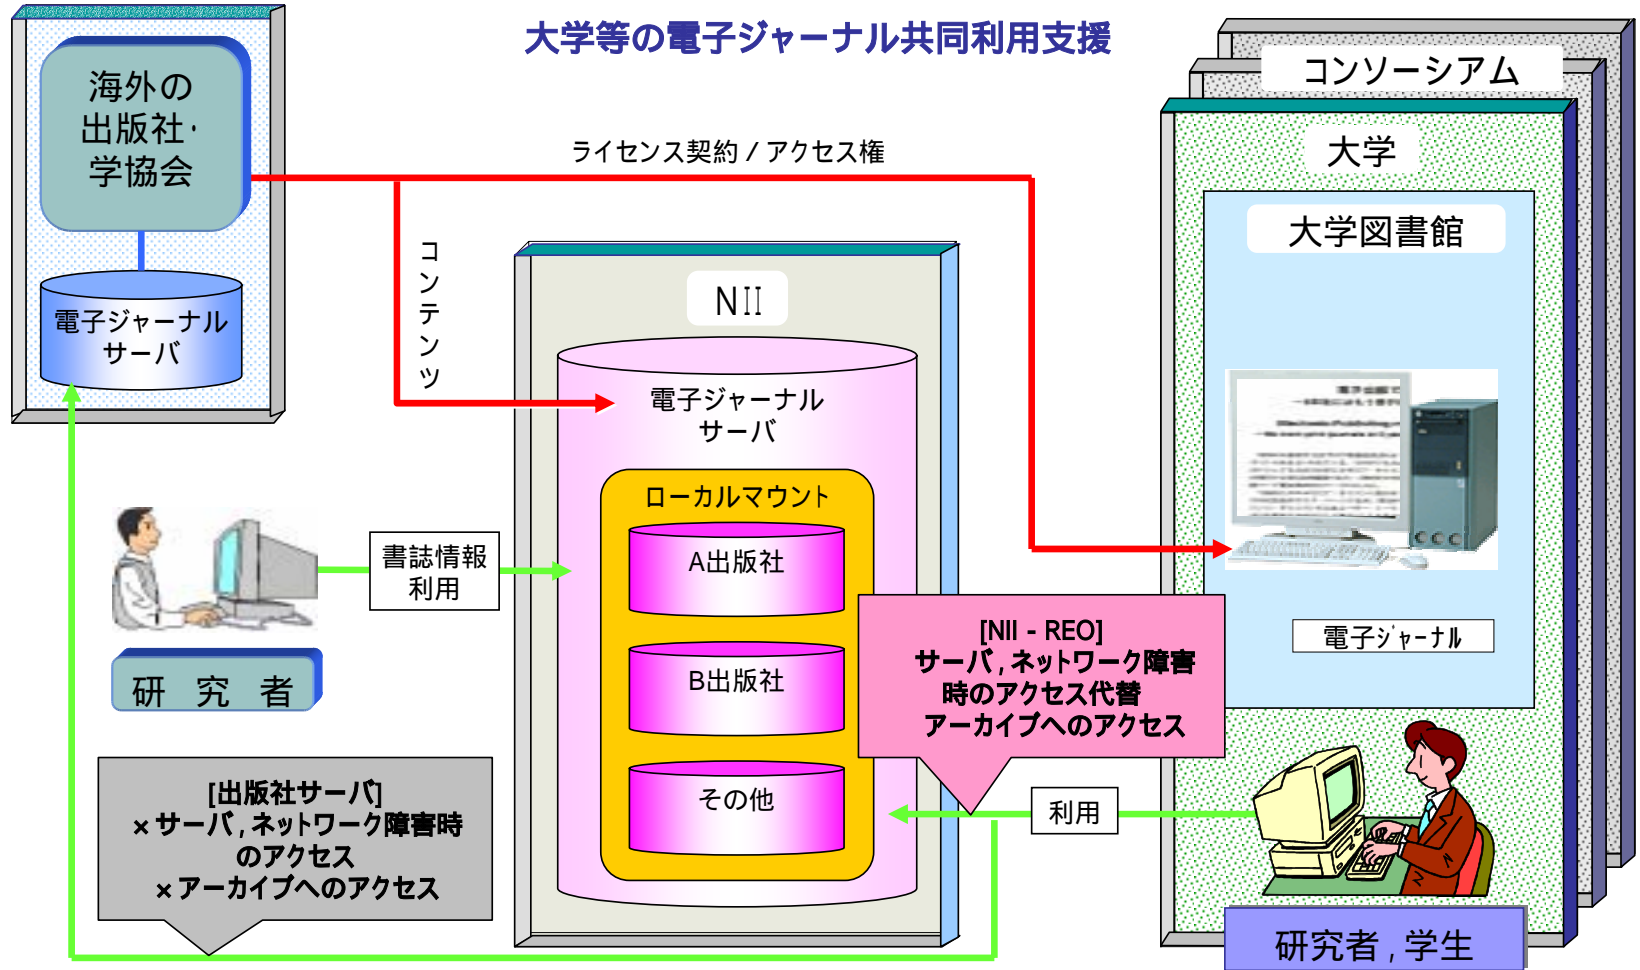 大学等の電子ジャーナル共同利用支援
海外の
出版社・
学協会
電子ジャーナル
サーバ
ライセンス契約 / アクセス権
コンテンツ
NII
電子ジャーナル
サーバ
ローカルマウント
A出版社
B出版社
その他
書誌情報
利用
研 究 者
コンソーシアム
大学
大学図書館
電子ジャーナル
[NII - REO]
サーバ , ネットワーク障害
時のアクセス代替
アーカイブへのアクセス
利用
[出版社サーバ]
× サーバ , ネットワーク障害時
のアクセス
× アーカイブへのアクセス
研究者 , 学生